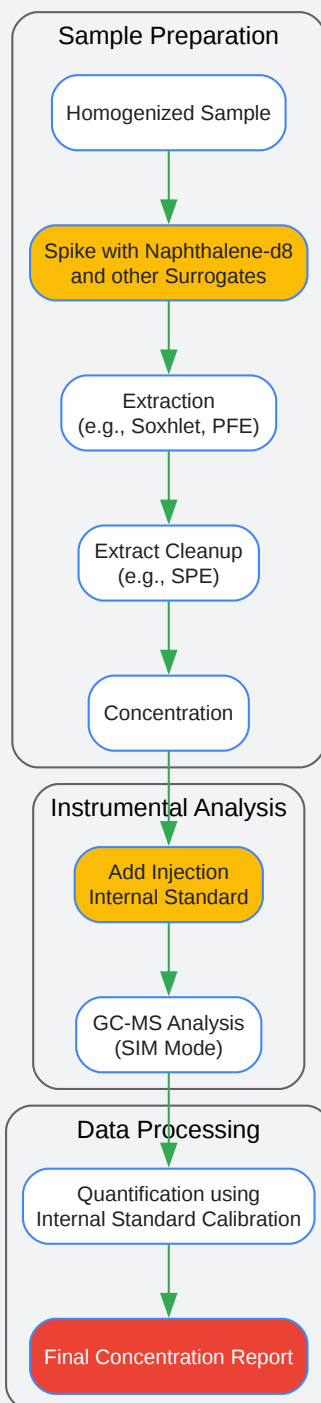 Sample Preparation
Homogenized Sample
Spike with Naphthalene-d8
and other Surrogates
Extraction
(e.g., Soxhlet, PFE)
Extract Cleanup
(e.g., SPE)
Concentration
Instrumental Analysis
Add Injection
Internal Standard
GC-MS Analysis
(SIM Mode)
Data Processing
Quantification using
Internal Standard Calibration
Final Concentration Report